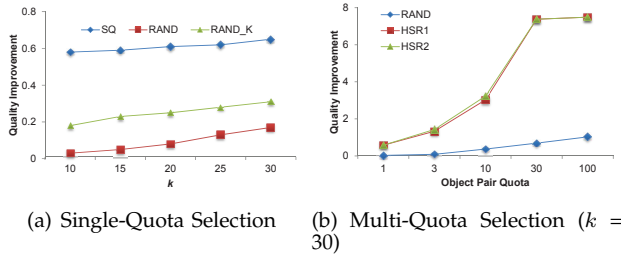 SQ RAND RAND_K
0.8
0.6
0.4
0.2
0
Quality Improvement
10 15 20 25 30
k
RAND
HSR1
HSR2
8
6
4
2
0
Quality Improvement
1 3 10 30 100
Object Pair Quota
(a) Single-Quota Selection
(b) Multi-Quota Selection (k =
30)